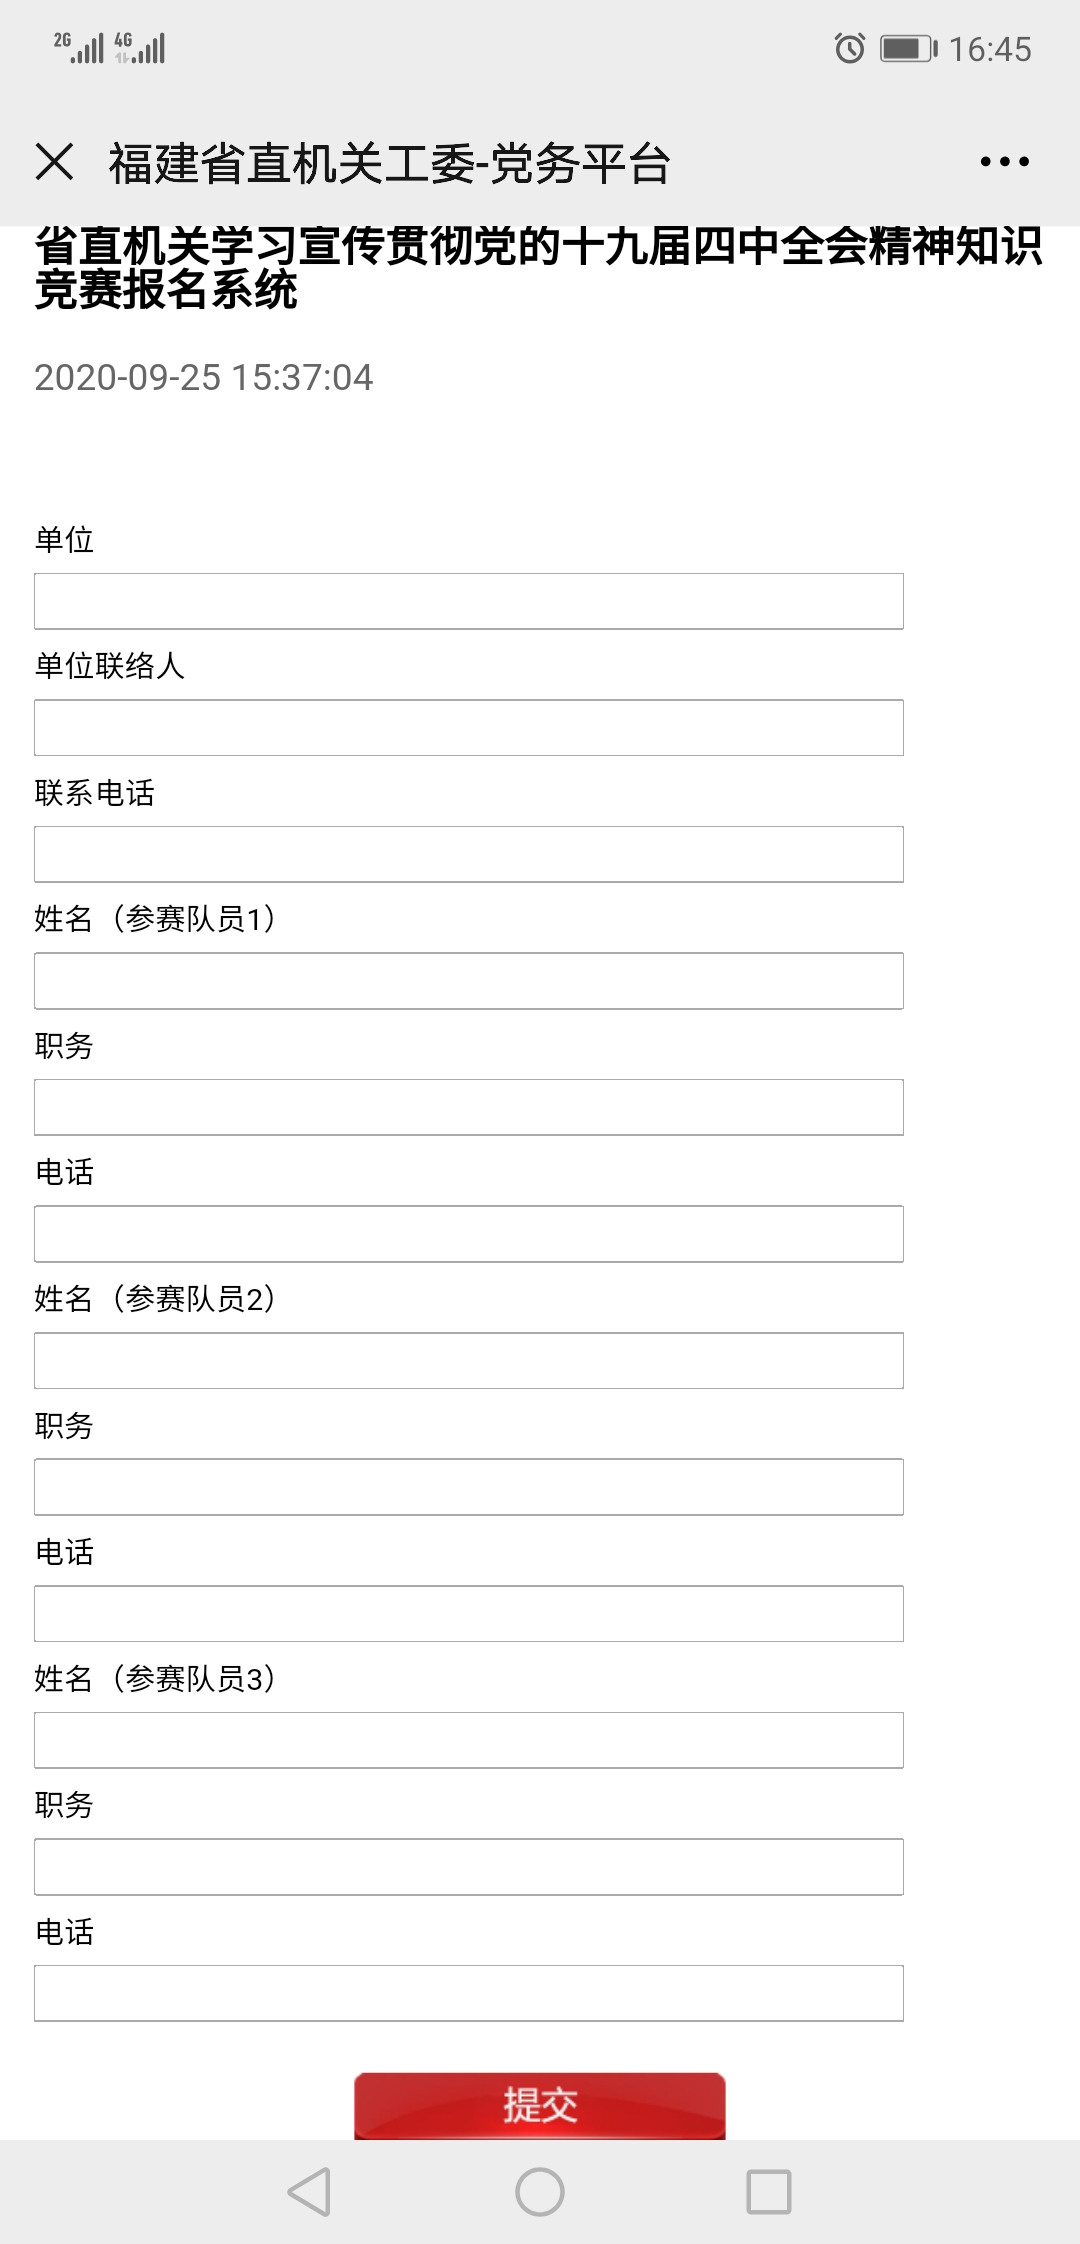 2G 4G 16:45
福建省直机关工委-党务平台
省直机关学习宣传贯彻党的十九届四中全会精神知识
竞赛报名系统
2020-09-25 15:37:04
单位
单位联络人
联系电话
姓名（参赛队员1）
职务
电话
姓名（参赛队员2）
职务
电话
姓名（参赛队员3）
职务
电话
提交